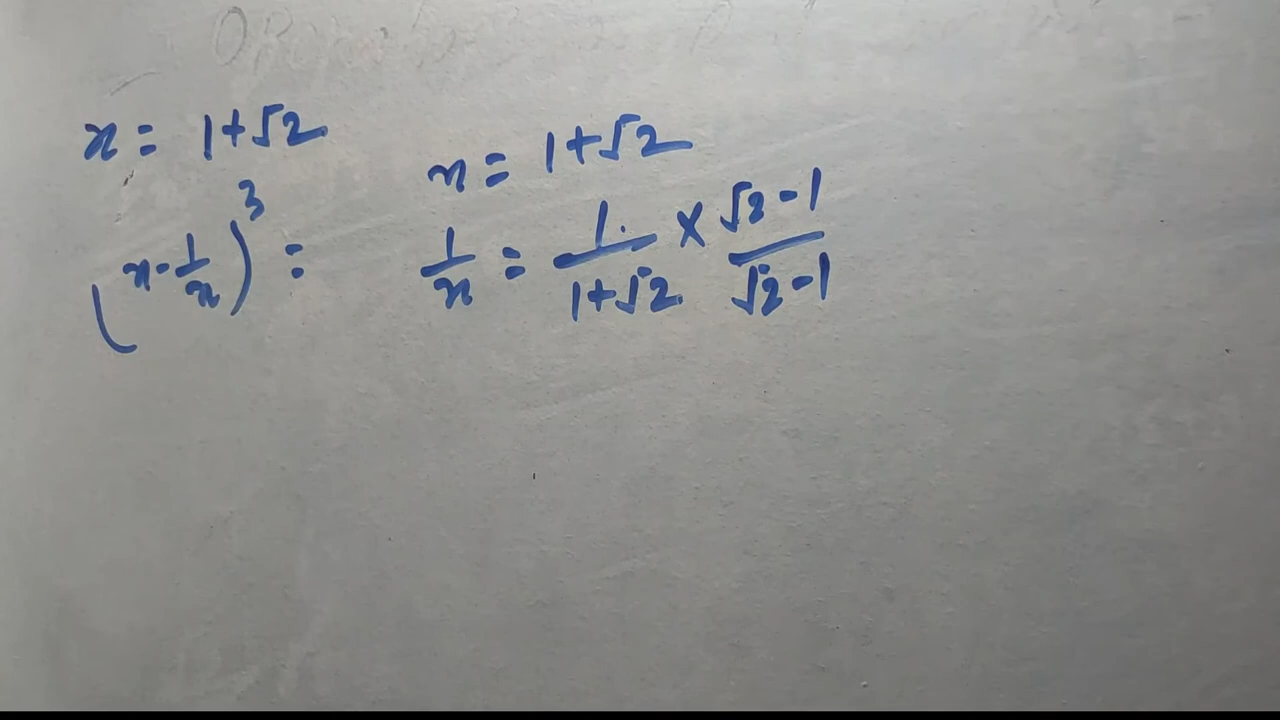 x = 1+√2
(x - 1/x)³ =
x = 1+√2
1/x = 1/(1+√2) × (√2-1)/(√2-1)